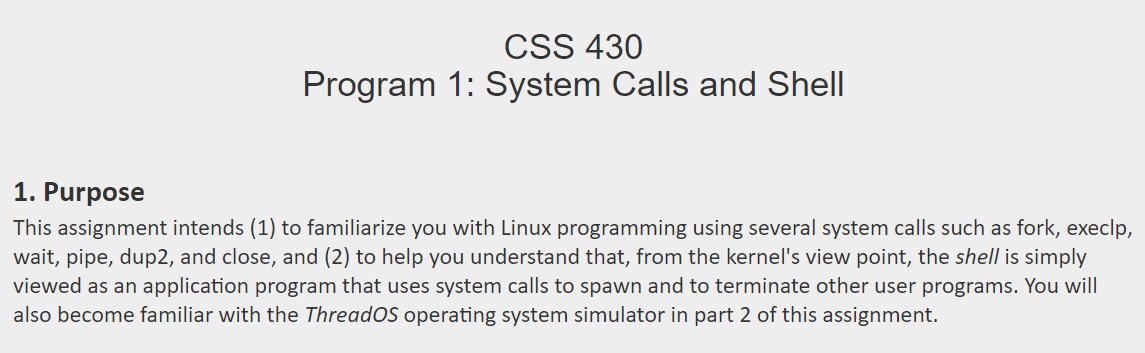 CSS 430
Program 1: System Calls and Shell
1. Purpose
This assignment intends (1) to familiarize you with Linux programming using several system calls such as fork, execlp,
wait, pipe, dup2, and close, and (2) to help you understand that, from the kernel's view point, the shell is simply
viewed as an application program that uses system calls to spawn and to terminate other user programs. You will
also become familiar with the ThreadOS operating system simulator in part 2 of this assignment.